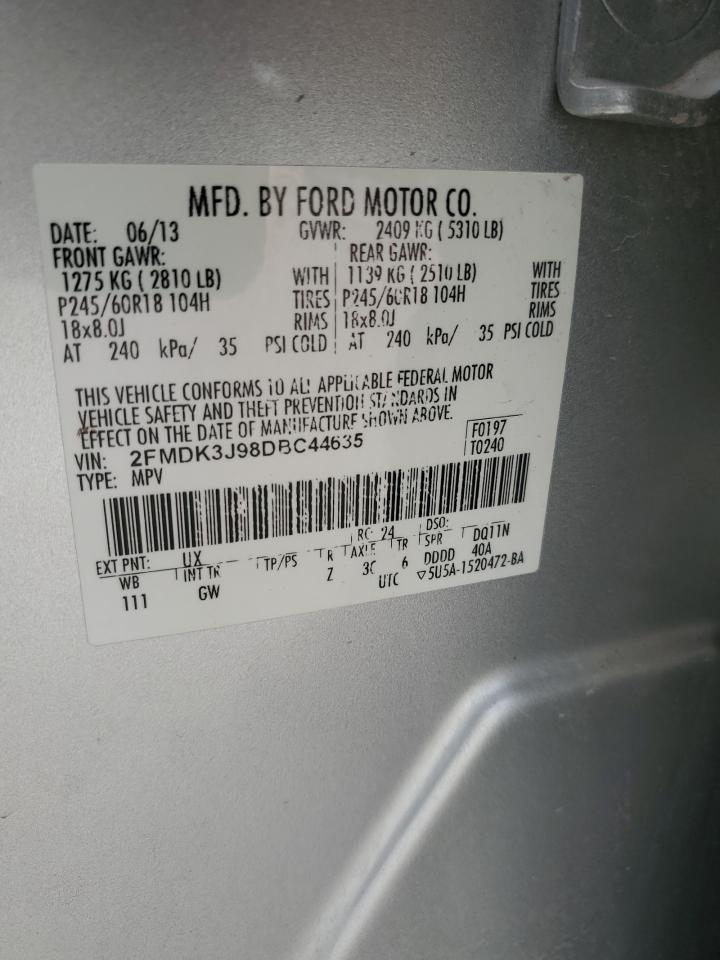 MFD. BY FORD MOTOR CO.
DATE: 06/13 GVWR: 2409 KG ( 5310 LB)
FRONT GAWR: REAR GAWR:
1275 KG ( 2810 LB) WITH 1139 KG ( 2510 LB) WITH
P245/60R18 104H TIRES P245/60R18 104H TIRES
18x8.0J RIMS 18x8.0J RIMS
AT 240 kPa/ 35 PSI COLD AT 240 kPa/ 35 PSI COLD
THIS VEHICLE CONFORMS TO ALL APPLICABLE FEDERAL MOTOR
VEHICLE SAFETY AND THEFT PREVENTION STANDARDS IN
EFFECT ON THE DATE OF MANUFACTURE SHOWN ABOVE.
VIN: 2FMDK3J98DBC44635 F0197
TYPE: MPV T0240
EXT PNT: UX RC: 24 DSO:
WB INT TR TP/PS R AXLE TR SPR DQ11N
111 GW Z 3C 6 DDDD 40A
UTC ▽5U5A-1520472-BA